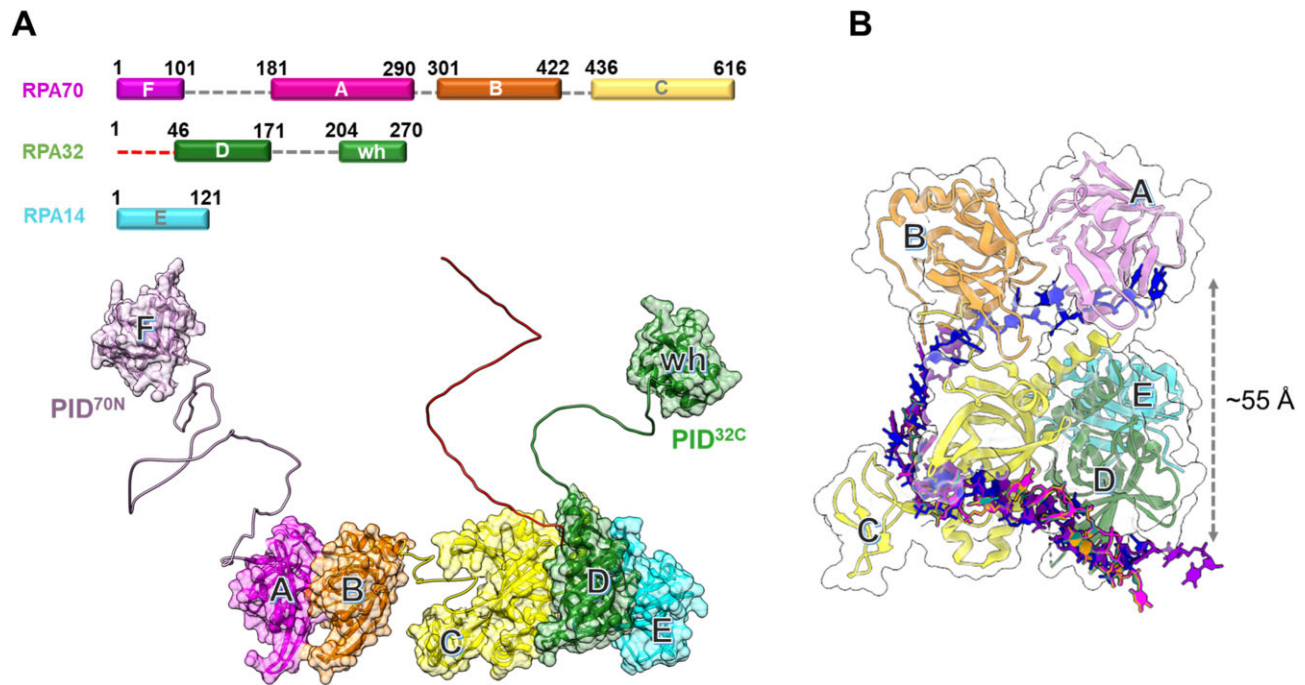 A
B
1 101 181 290 301 422 436 616
RPA70 F A B C
1 46 171 204 270
RPA32 D wh
1 121
RPA14 E
F
PID70N
wh
PID32C
A B C D E
B A
E
D
C
~55 Å